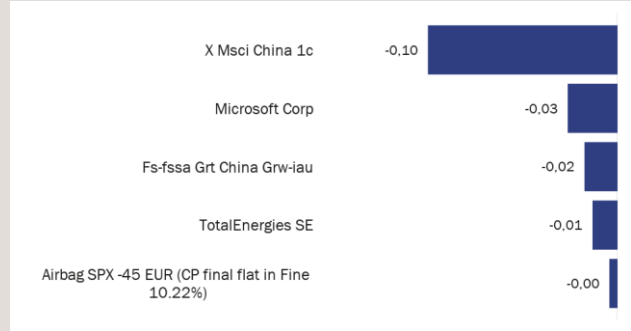 X Msci China 1c
-0,10
Microsoft Corp
-0,03
Fs-fssa Grt China Grw-iau
-0,02
TotalEnergies SE
-0,01
Airbag SPX -45 EUR (CP final flat in Fine
10.22%)
-0,00